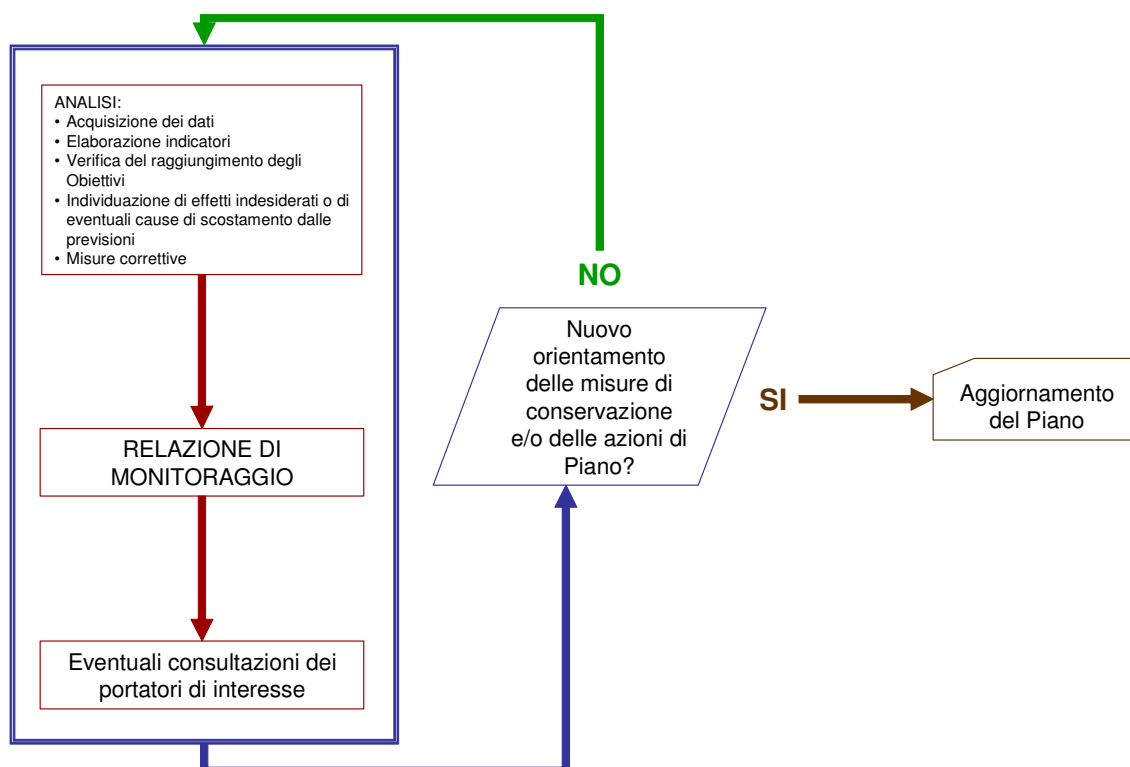 ANALISI:
• Acquisizione dei dati
• Elaborazione indicatori
• Verifica del raggiungimento degli
Obiettivi
• Individuazione di effetti indesiderati o di
eventuali cause di scostamento dalle
previsioni
• Misure correttive
RELAZIONE DI
MONITORAGGIO
Eventuali consultazioni dei
portatori di interesse
NO
Nuovo
orientamento
delle misure di
conservazione
e/o delle azioni di
Piano?
SI
Aggiornamento
del Piano